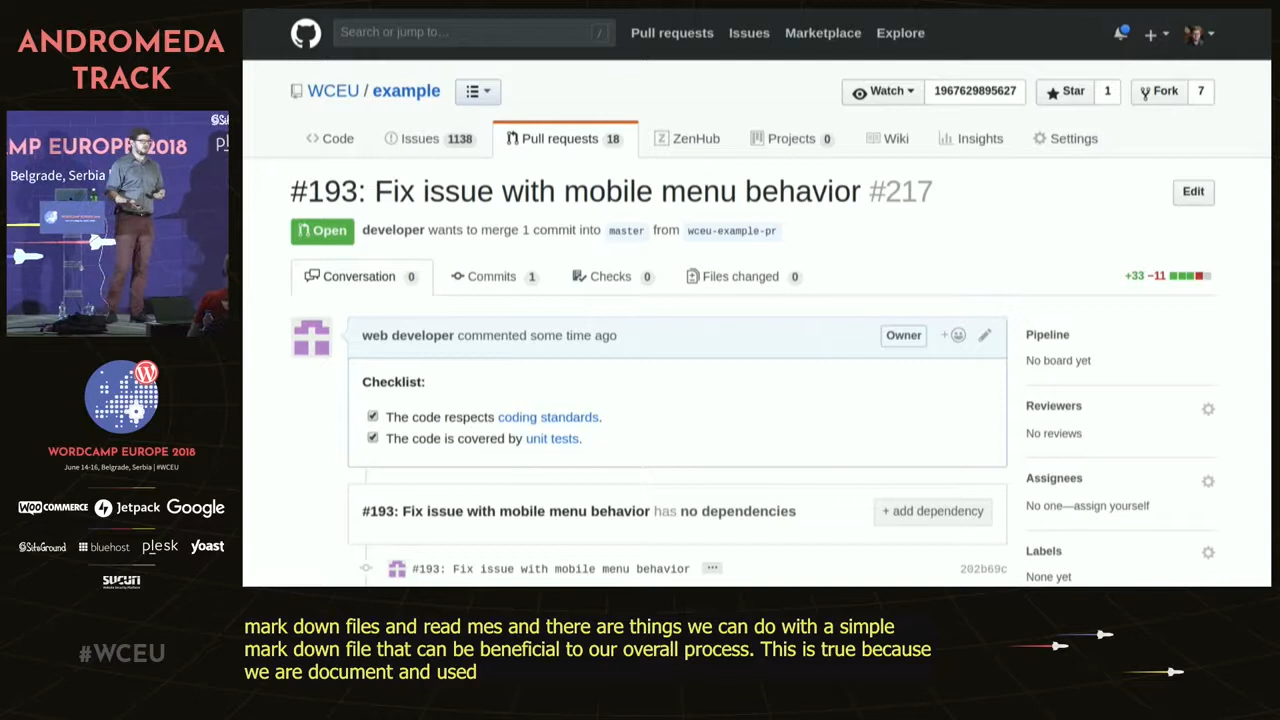 ANDROMEDA
TRACK
MP EUROPE 2018
Belgrade, Serbia
pl
WORDCAMP EUROPE 2018
June 14-16, Belgrade, Serbia | #WCEU
WOO COMMERCE Jetpack Google
SiteGround bluehost plesk yoast
SUCURI
#WCEU
Search or jump to… /
Pull requests Issues Marketplace Explore
WCEU / example
Watch 1967629895627 Star 1 Fork 7
Code Issues 1138 Pull requests 18 ZenHub Projects 0 Wiki Insights Settings
#193: Fix issue with mobile menu behavior #217
Edit
Open developer wants to merge 1 commit into master from wceu-example-pr
Conversation 0 Commits 1 Checks 0 Files changed 0
+33 −11
web developer commented some time ago Owner
Checklist:
The code respects coding standards.
The code is covered by unit tests.
#193: Fix issue with mobile menu behavior has no dependencies + add dependency
#193: Fix issue with mobile menu behavior ... 202b69c
Pipeline
No board yet
Reviewers
No reviews
Assignees
No one—assign yourself
Labels
None yet
mark down files and read mes and there are things we can do with a simple
mark down file that can be beneficial to our overall process. This is true because
we are document and used